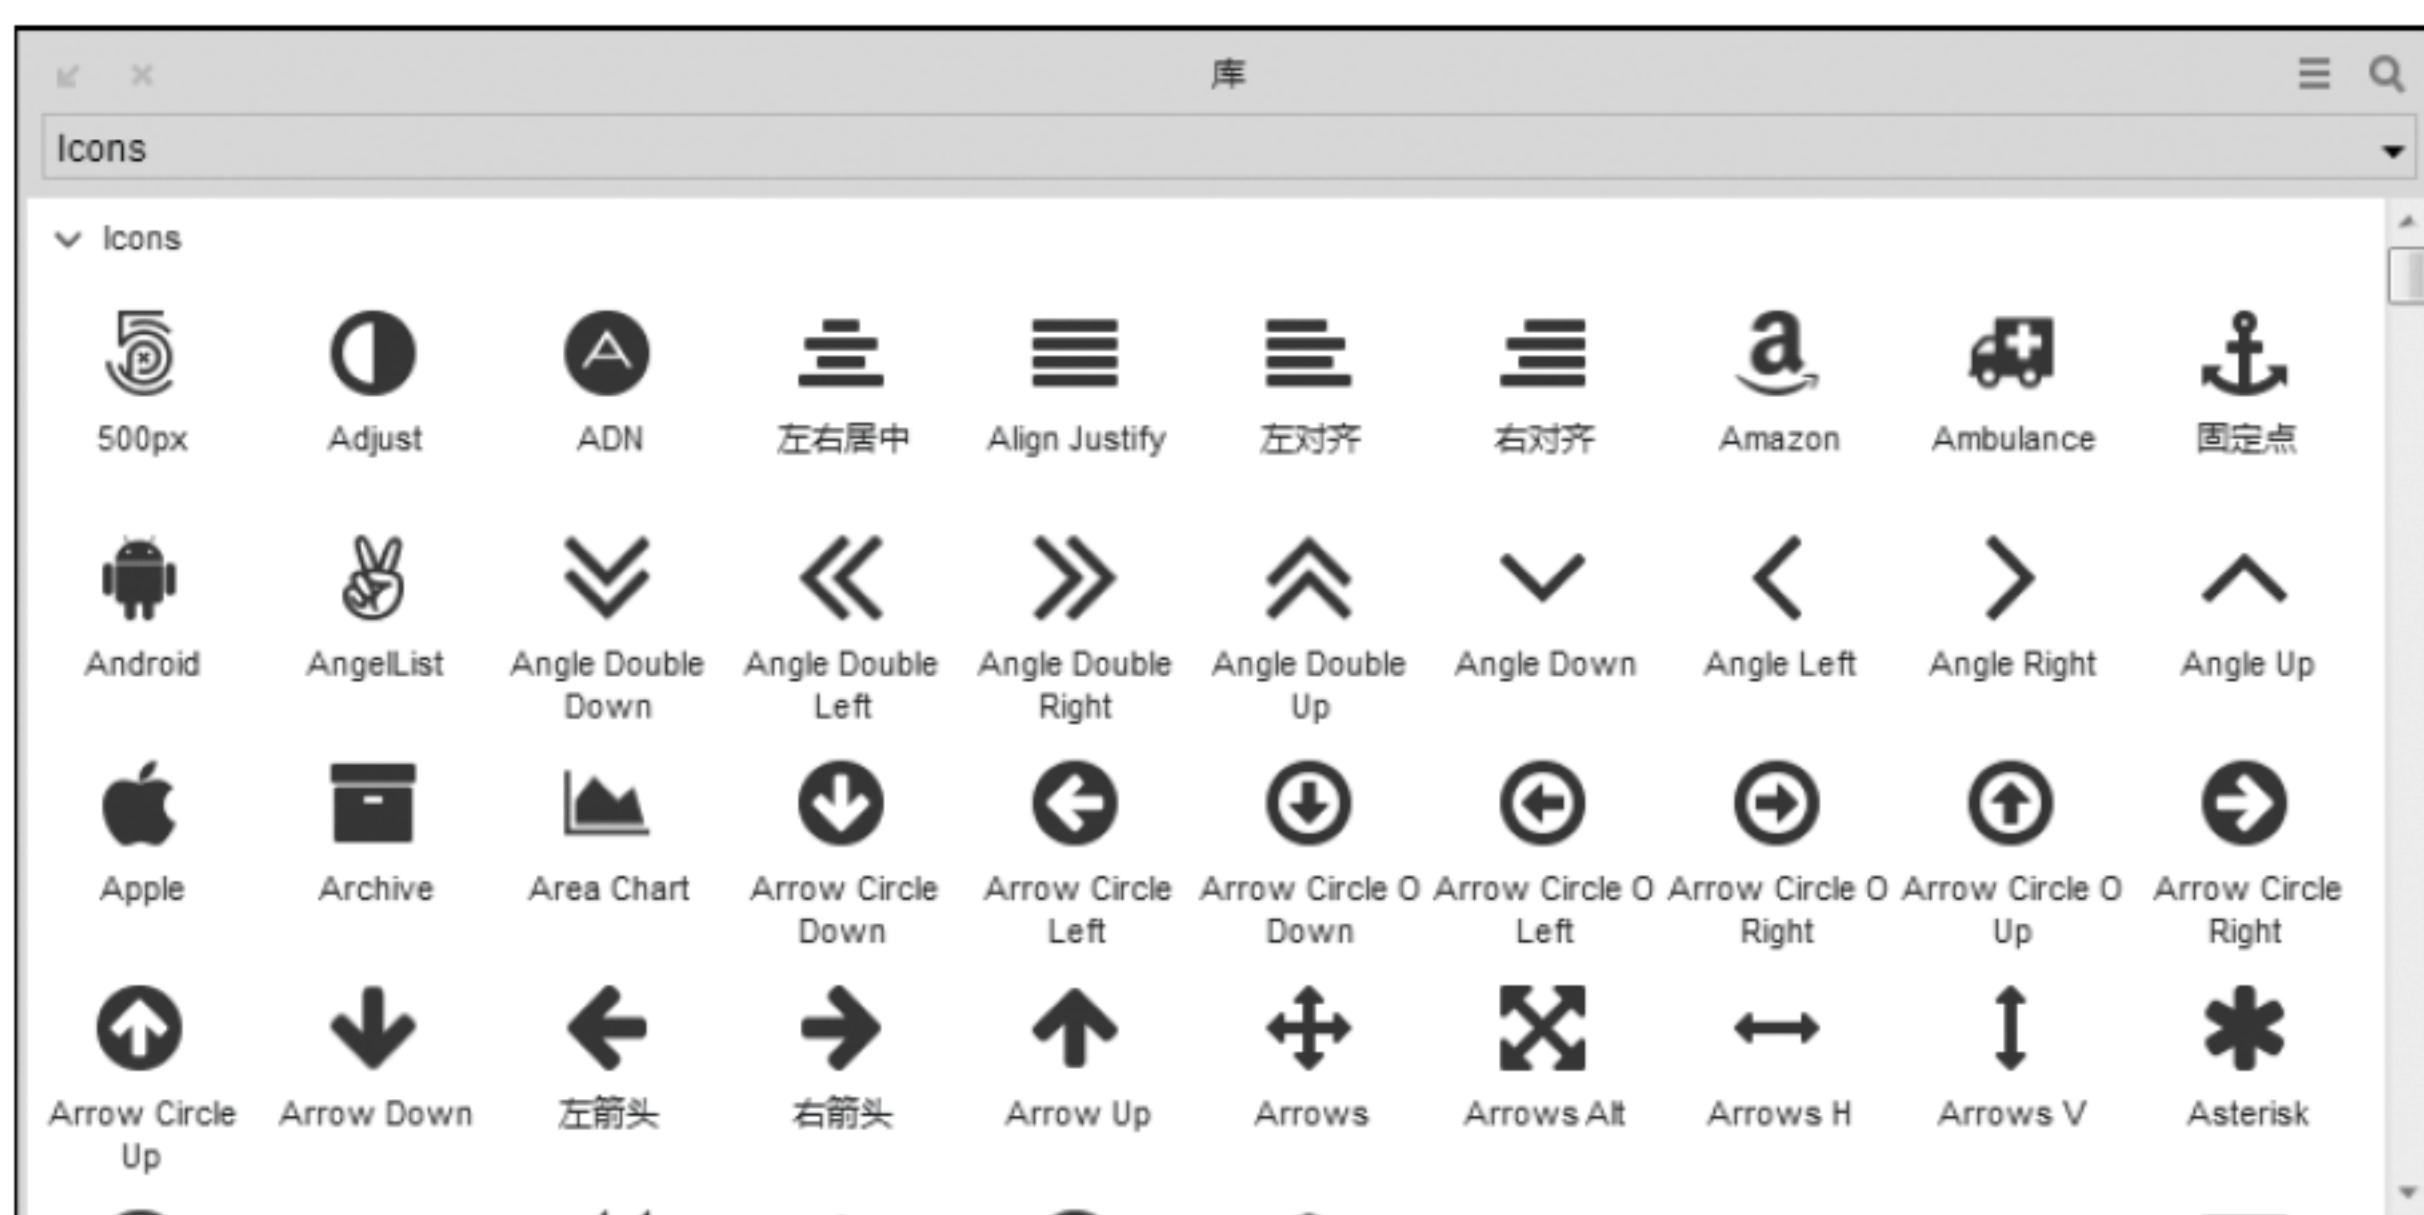 库
Icons
Icons
500px Adjust ADN 左右居中 Align Justify 左对齐 右对齐 Amazon Ambulance 固定点
Android AngelList Angle Double Angle Double Angle Double Angle Double Angle Down Angle Left Angle Right Angle Up
Down Left Right Up
Apple Archive Area Chart Arrow Circle Arrow Circle Arrow Circle O Arrow Circle O Arrow Circle O Arrow Circle O Arrow Circle
Down Left Down Left Right Up Right
Arrow Circle Arrow Down 左箭头 右箭头 Arrow Up Arrows Arrows Alt Arrows H Arrows V Asterisk
Up